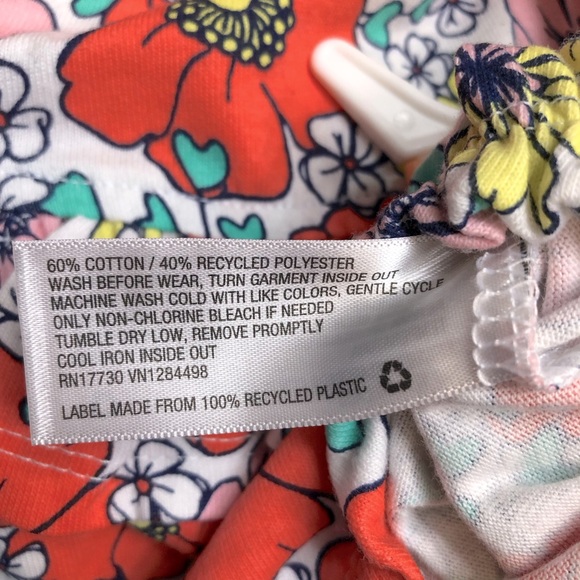 60% COTTON / 40% RECYCLED POLYESTER
WASH BEFORE WEAR, TURN GARMENT INSIDE OUT
MACHINE WASH COLD WITH LIKE COLORS, GENTLE CYCLE
ONLY NON-CHLORINE BLEACH IF NEEDED
TUMBLE DRY LOW, REMOVE PROMPTLY
COOL IRON INSIDE OUT
RN17730 VN1284498
LABEL MADE FROM 100% RECYCLED PLASTIC